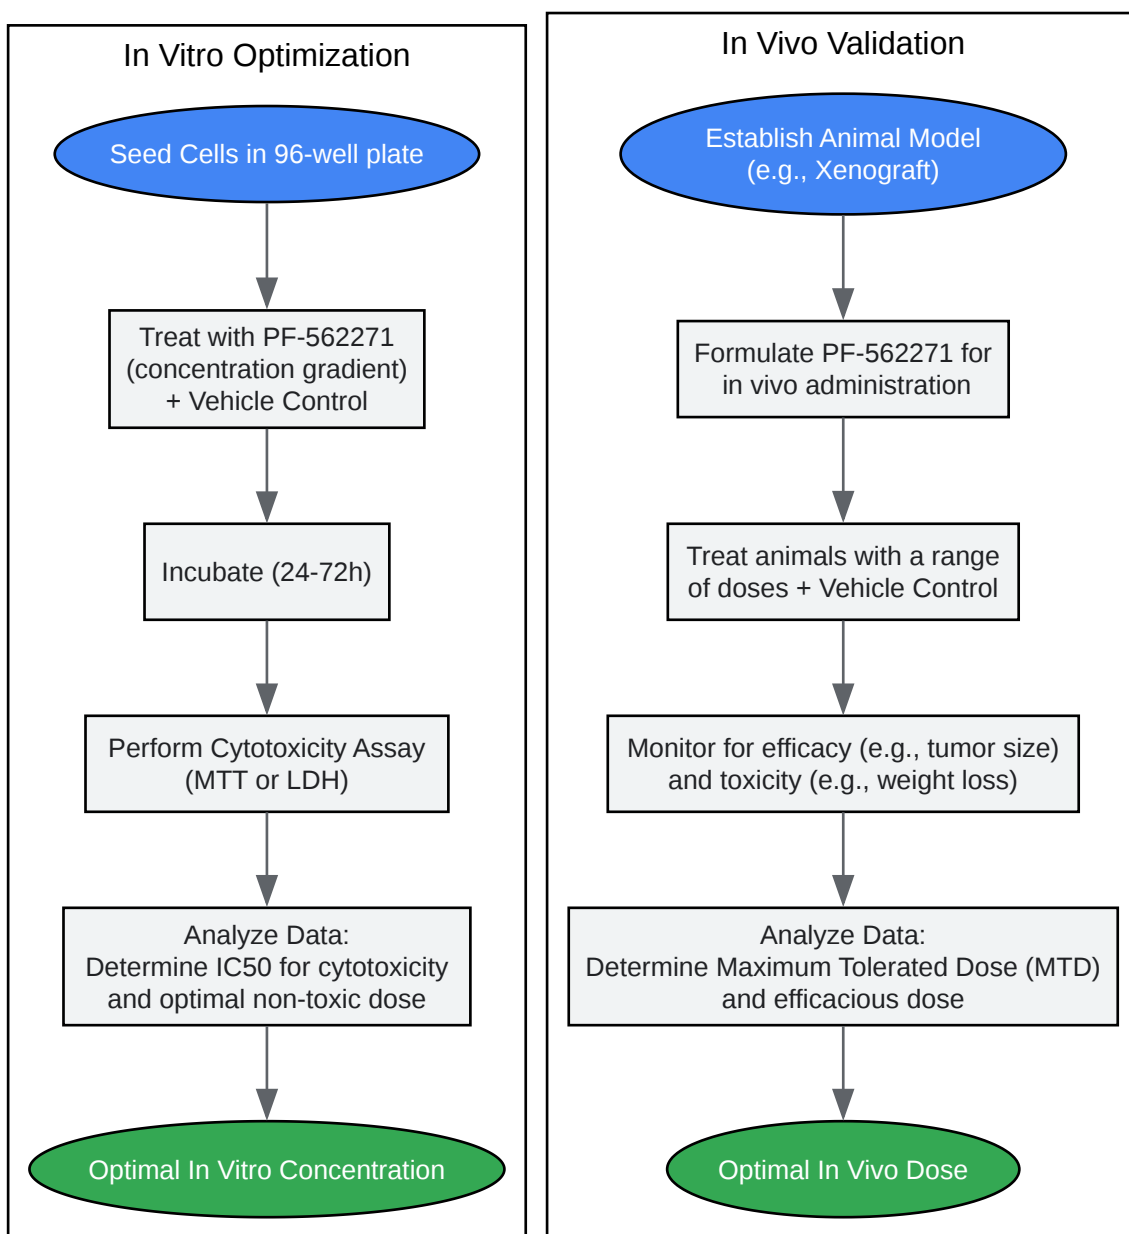 In Vitro Optimization
Seed Cells in 96-well plate
Treat with PF-562271
(concentration gradient)
+ Vehicle Control
Incubate (24-72h)
Perform Cytotoxicity Assay
(MTT or LDH)
Analyze Data:
Determine IC50 for cytotoxicity
and optimal non-toxic dose
Optimal In Vitro Concentration
In Vivo Validation
Establish Animal Model
(e.g., Xenograft)
Formulate PF-562271 for
in vivo administration
Treat animals with a range
of doses + Vehicle Control
Monitor for efficacy (e.g., tumor size)
and toxicity (e.g., weight loss)
Analyze Data:
Determine Maximum Tolerated Dose (MTD)
and efficacious dose
Optimal In Vivo Dose